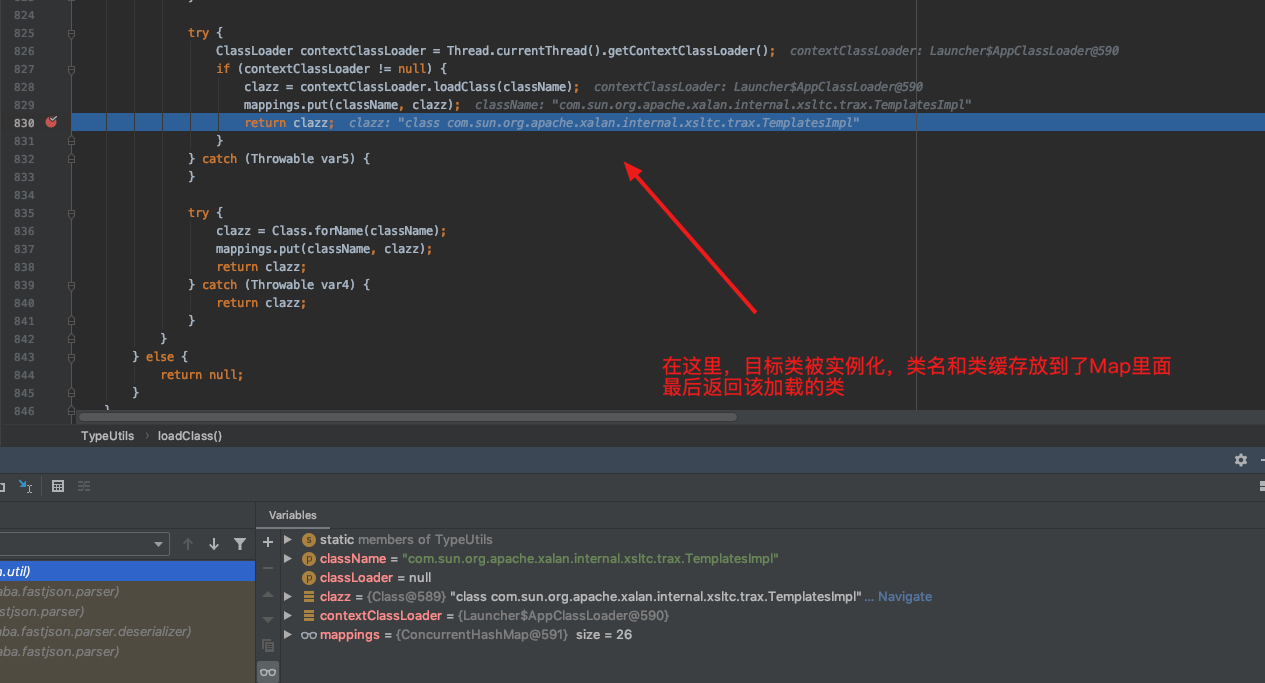 824
825 try {
826 ClassLoader contextClassLoader = Thread.currentThread().getContextClassLoader(); contextClassLoader: Launcher$AppClassLoader@590
827 if (contextClassLoader != null) {
828 clazz = contextClassLoader.loadClass(className); contextClassLoader: Launcher$AppClassLoader@590
829 mappings.put(className, clazz); className: "com.sun.org.apache.xalan.internal.xsltc.trax.TemplatesImpl"
830 return clazz; clazz: "class com.sun.org.apache.xalan.internal.xsltc.trax.TemplatesImpl"
831 }
832 } catch (Throwable var5) {
833 }
834
835 try {
836 clazz = Class.forName(className);
837 mappings.put(className, clazz);
838 return clazz;
839 } catch (Throwable var4) {
840 return clazz;
841 }
842 }
843 } else {
844 return null;
845 }
846 }
在这里，目标类被实例化，类名和类缓存放到了Map里面
最后返回该加载的类
TypeUtils › loadClass()
Variables
static members of TypeUtils
className = "com.sun.org.apache.xalan.internal.xsltc.trax.TemplatesImpl"
classLoader = null
clazz = {Class@589} "class com.sun.org.apache.xalan.internal.xsltc.trax.TemplatesImpl" ... Navigate
contextClassLoader = {Launcher$AppClassLoader@590}
mappings = {ConcurrentHashMap@591} size = 26
.util)
aba.fastjson.parser)
stjson.parser)
aba.fastjson.parser.deserializer)
aba.fastjson.parser)